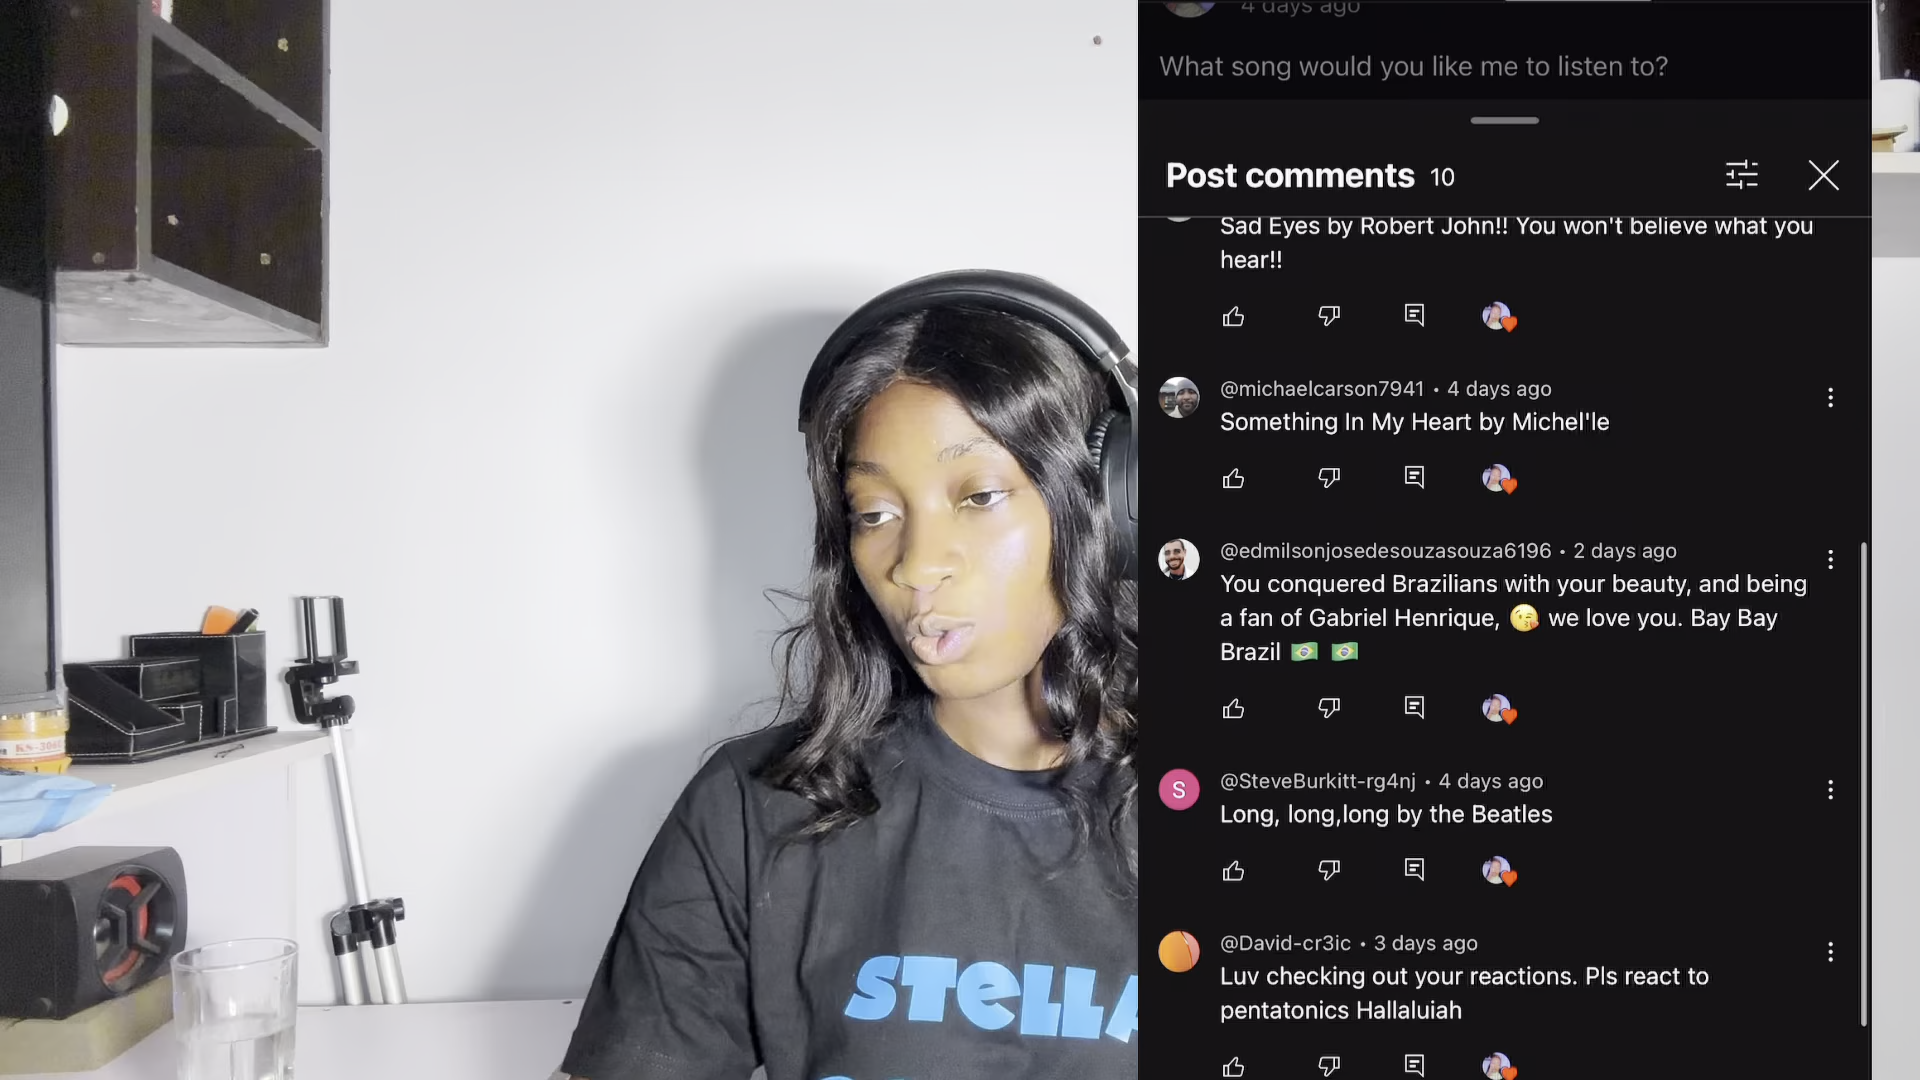 4 days ago
What song would you like me to listen to?
Post comments 10
Sad Eyes by Robert John!! You won't believe what you
hear!!
@michaelcarson7941 • 4 days ago
Something In My Heart by Michel'le
@edmilsonjosedesouzasouza6196 • 2 days ago
You conquered Brazilians with your beauty, and being
a fan of Gabriel Henrique, 😘 we love you. Bay Bay
Brazil 🇧🇷 🇧🇷
S
@SteveBurkitt-rg4nj • 4 days ago
Long, long,long by the Beatles
@David-cr3ic • 3 days ago
Luv checking out your reactions. Pls react to
pentatonics Hallaluiah
STELLA